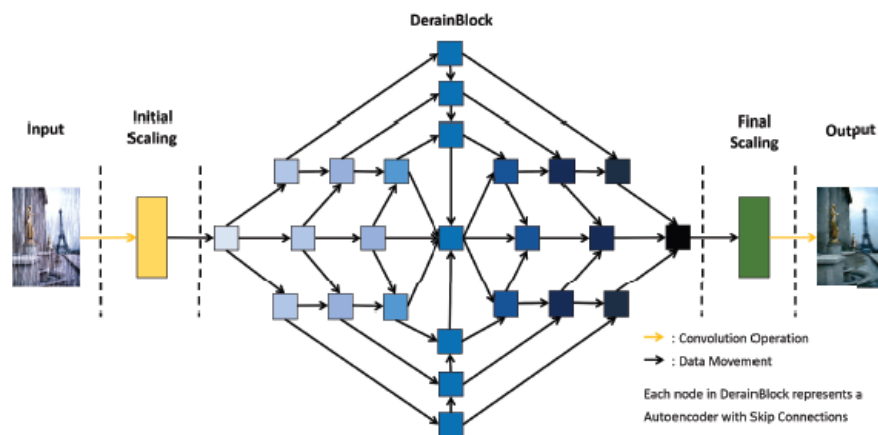 DerainBlock
Input
Initial
Scaling
Final
Scaling
Output
: Convolution Operation
: Data Movement
Each node in DerainBlock represents a
Autoencoder with Skip Connections